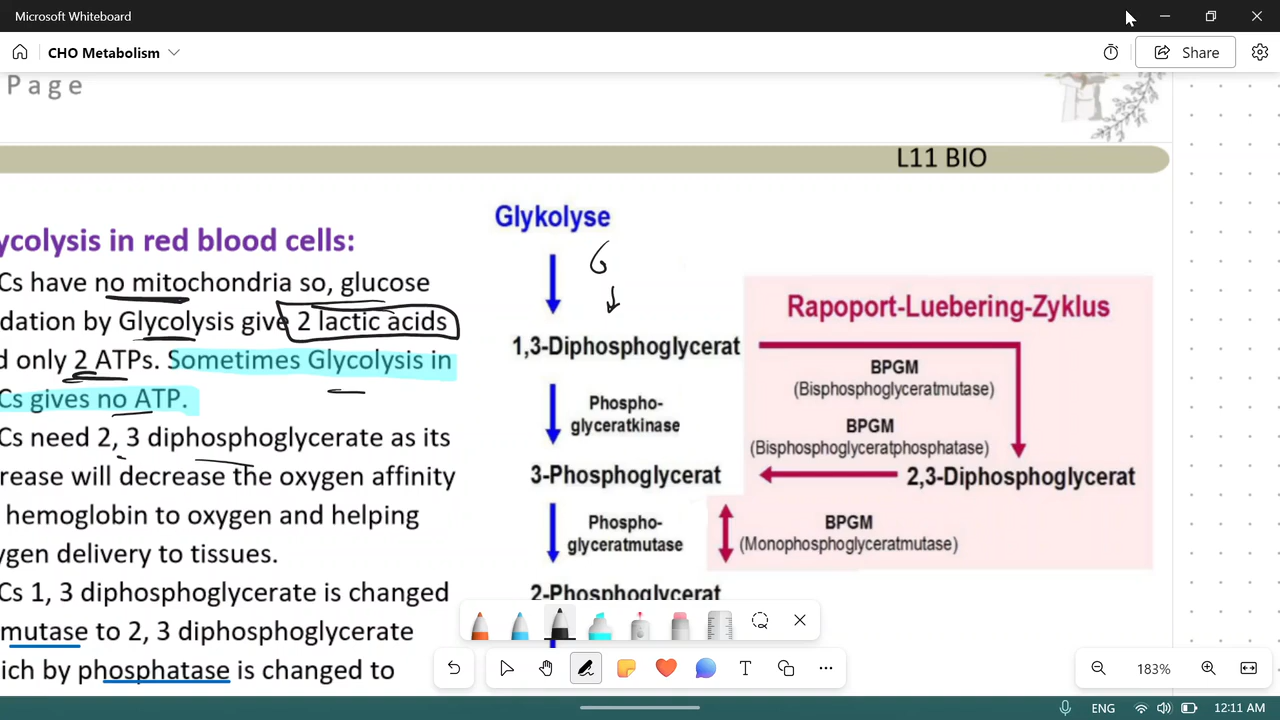 Microsoft Whiteboard
CHO Metabolism
Share
Page
L11 BIO
ycolysis in red blood cells:
Cs have no mitochondria so, glucose
dation by Glycolysis give 2 lactic acids
d only 2 ATPs. Sometimes Glycolysis in
Cs gives no ATP.
Cs need 2, 3 diphosphoglycerate as its
rease will decrease the oxygen affinity
hemoglobin to oxygen and helping
ygen delivery to tissues.
Cs 1, 3 diphosphoglycerate is changed
mutase to 2, 3 diphosphoglycerate
ich by phosphatase is changed to
Glykolyse
G
1,3-Diphosphoglycerat
Phospho-
glyceratkinase
3-Phosphoglycerat
Phospho-
glyceratmutase
2-Phosphoglycerat
Rapoport-Luebering-Zyklus
BPGM
(Bisphosphoglyceratmutase)
BPGM
(Bisphosphoglyceratphosphatase)
2,3-Diphosphoglycerat
BPGM
(Monophosphoglyceratmutase)
183%
ENG
12:11 AM